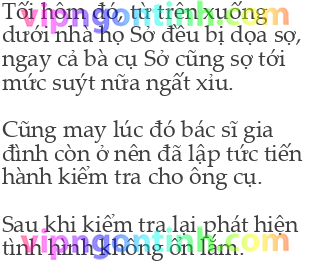 Tối hôm đó, từ trên xuống
dưới nhà họ Sở đều bị dọa sợ,
ngay cả bà cụ Sở cũng sợ tới
mức suýt nữa ngất xỉu.
Cũng may lúc đó bác sĩ gia
đình còn ở nên đã lập tức tiến
hành kiểm tra cho ông cụ.
Sau khi kiểm tra lại phát hiện
tình hình không ổn lắm.
vipngontinh.com
vipngontinh.com